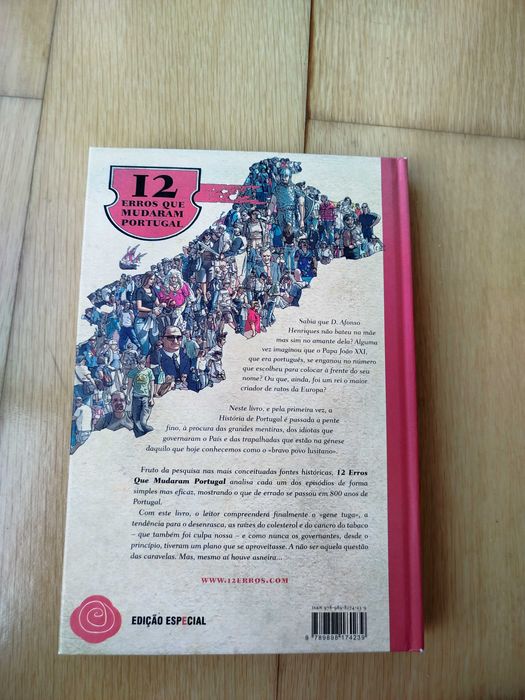 12
ERROS QUE
MUDARAM
PORTUGAL
Sabia que D. Afonso
Henriques não bateu na mãe
mas sim no amante dela? Alguma
vez imaginou que o Papa João XXI,
que era português, se enganou no número
que escolheu para colocar à frente do seu
nome? Ou que, ainda, foi um rei o maior
criador de ratos da Europa?
Neste livro, e pela primeira vez, a
História de Portugal é passada a pente
fino, à procura das grandes mentiras, dos idiotas que
governaram o País e das trapalhadas que estão na génese
daquilo que hoje conhecemos como o «bravo povo lusitano».
Fruto da pesquisa nas mais conceituadas fontes históricas, 12 Erros
Que Mudaram Portugal analisa cada um dos episódios de forma
simples mas eficaz, mostrando o que de errado se passou em 800 anos de
Portugal.
Com este livro, o leitor compreenderá finalmente o «gene tuga», a
tendência para o desenrasca, as raízes do colesterol e do cancro do tabaco
– que também foi culpa nossa – e como nunca os governantes, desde o
princípio, tiveram um plano que se aproveitasse. A não ser aquela questão
das caravelas. Mas, mesmo aí houve asneira...
WWW.12ERROS.COM
EDIÇÃO ESPECIAL
ISBN 978-989-8174-23-9
9 789898 174239